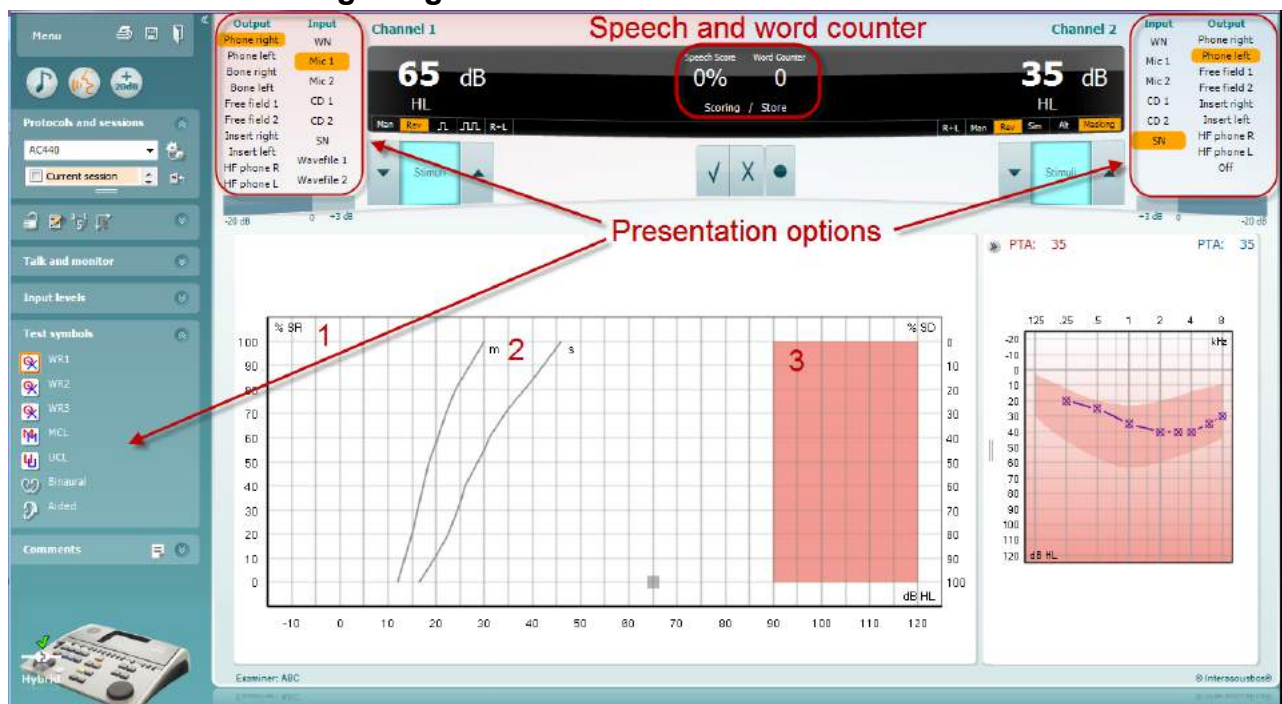 Menu
20dB
Protocols and sessions
AC440
Current session
Talk and monitor
Input levels
Test symbols
WR1
WR2
WR3
MCL
UCL
Binaural
Aided
Comments
Hybrid
Output Input
Phone right WN
Phone left Mic 1
Bone right Mic 2
Bone left
Free field 1 CD 1
Free field 2 CD 2
Insert right SN
Insert left Wavefile 1
HF phone R
HF phone L Wavefile 2
Channel 1
Speech and word counter
Channel 2
65 dB
HL
Man Rev R+L
Speech Score Word Counter
0% 0
Scoring / Store
35 dB
HL
R+L Man Rev Sim Alt Masking
Input Output
WN Phone right
Mic 1 Phone left
Mic 2 Free field 1
Free field 2
CD 1 Insert right
CD 2 Insert left
SN HF phone R
HF phone L
Off
Stimuli
Stimuli
-20 dB 0 +3 dB
+3 dB 0 -20 dB
Presentation options
PTA: 35 PTA: 35
% SR 1
m 2 s
3
% SD
100 0
90 10
80 20
70 30
60 40
50 50
40 60
30 70
20 80
10 90
0 100
dB HL
-10 0 10 20 30 40 50 60 70 80 90 100 110 120
125 .25 .5 1 2 4 8
kHz
-20
-10
0
10
20
30
40
50
60
70
80
90
100
110
120 dB HL
Examiner: ABC